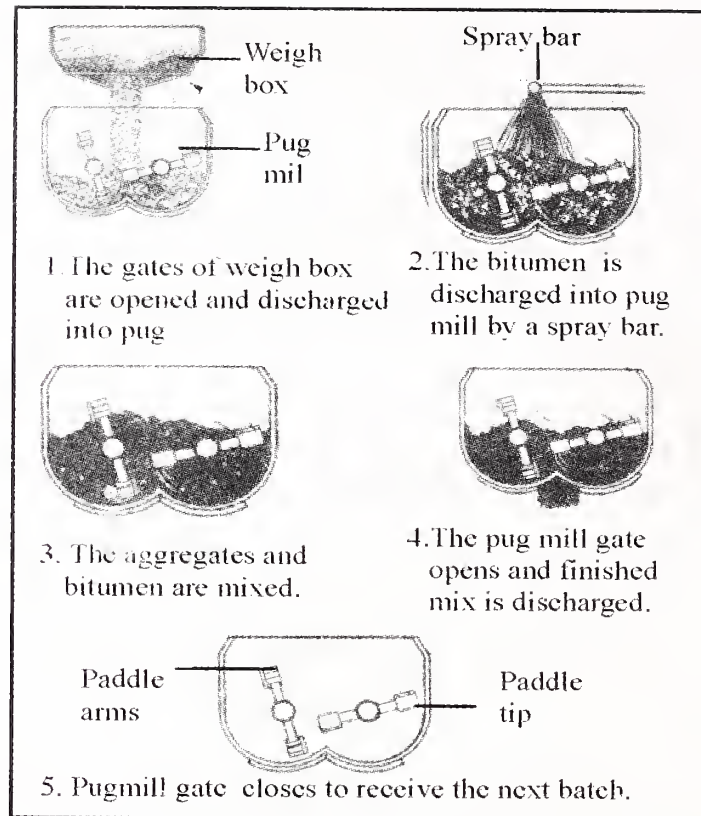 Weigh
box
Pug
mil
1. The gates of weigh box
are opened and discharged
into pug
Spray bar
2.The bitumen is
discharged into pug
mill by a spray bar.
3. The aggregates and
bitumen are mixed.
4.The pug mill gate
opens and finished
mix is discharged.
Paddle
arms
Paddle
tip
5. Pugmill gate closes to receive the next batch.